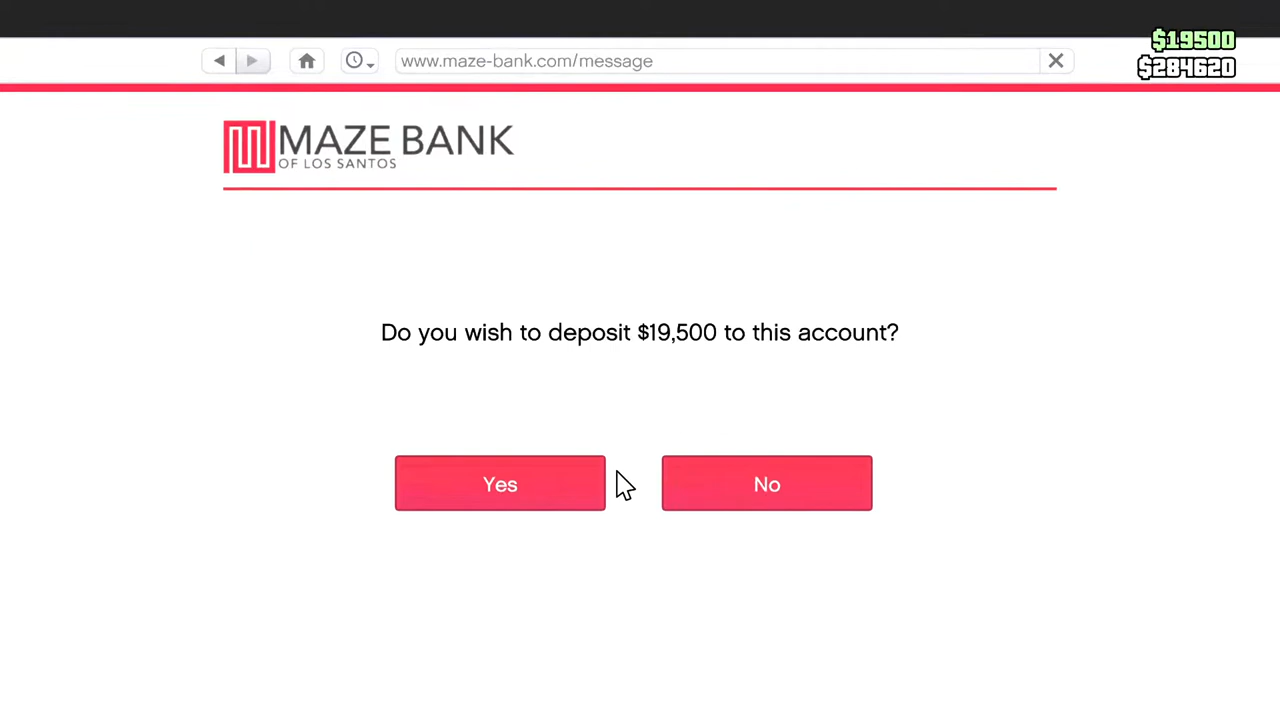 www.maze-bank.com/message
$19500
$284620
MAZE BANK
OF LOS SANTOS
Do you wish to deposit $19,500 to this account?
Yes
No